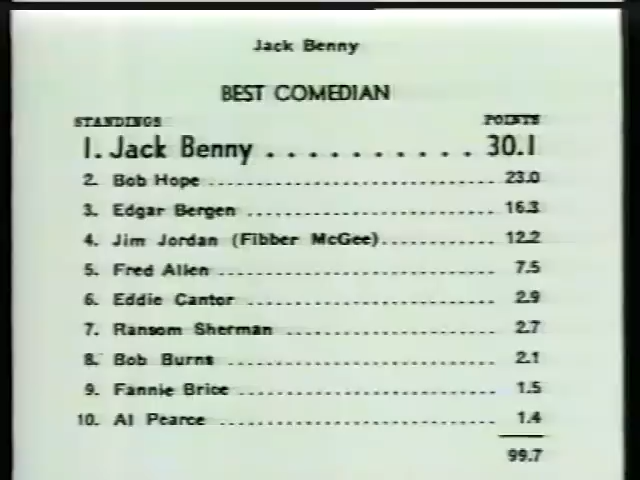 Jack Benny
BEST COMEDIAN
STANDINGS POINTS
1. Jack Benny .......... 30.1
2. Bob Hope .......... 23.0
3. Edgar Bergen .......... 16.3
4. Jim Jordan (Fibber McGee) .......... 12.2
5. Fred Allen .......... 7.5
6. Eddie Cantor .......... 2.9
7. Ransom Sherman .......... 2.7
8. Bob Burns .......... 2.1
9. Fannie Brice .......... 1.5
10. Al Pearce .......... 1.4
99.7